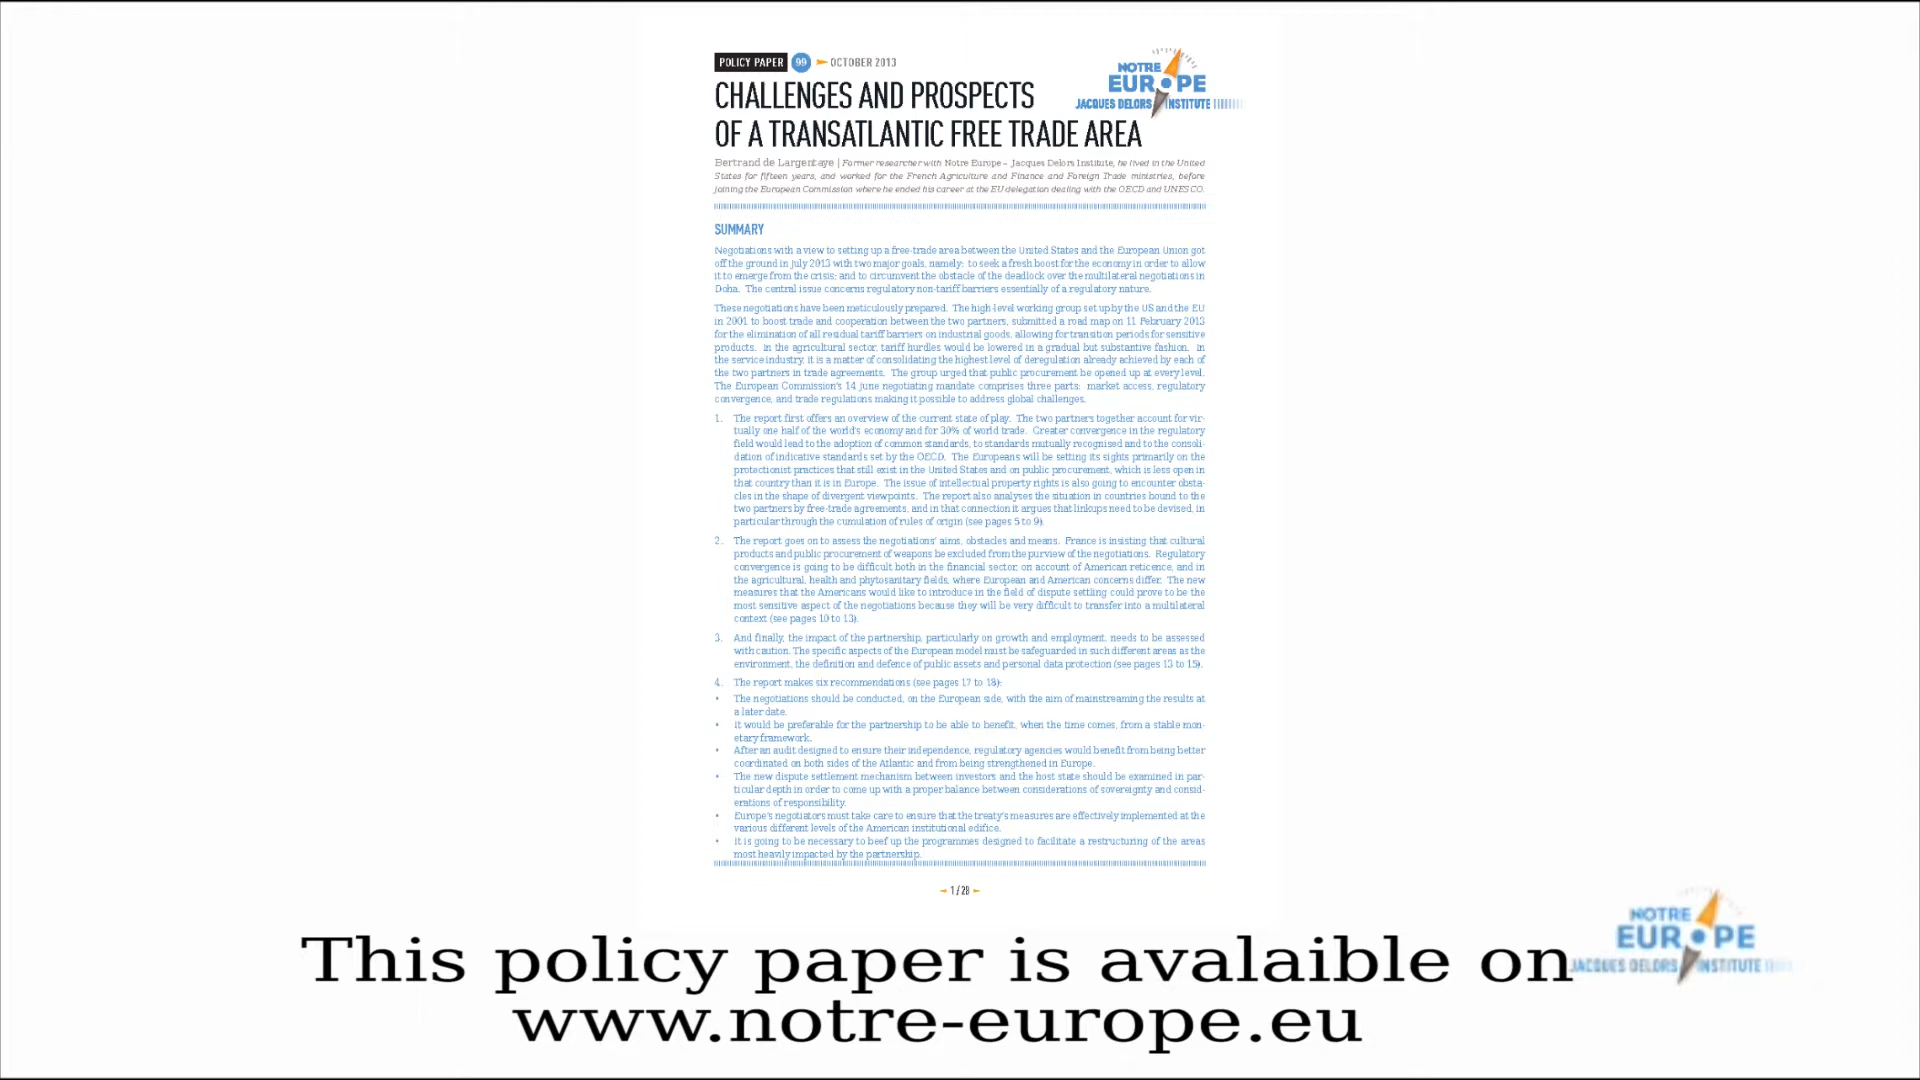 POLICY PAPER 99 OCTOBER 2013
NOTRE
EUROPE
JACQUES DELORS INSTITUTE
CHALLENGES AND PROSPECTS
OF A TRANSATLANTIC FREE TRADE AREA
Bertrand de Largentaye | Former researcher with Notre Europe – Jacques Delors Institute, he lived in the United
States for fifteen years, and worked for the French Agriculture and Finance and Foreign Trade ministries, before
joining the European Commission where he ended his career at the EU delegation dealing with the OECD and UNESCO.
SUMMARY
Negotiations with a view to setting up a free-trade area between the United States and the European Union got
off the ground in July 2013 with two major goals, namely: to seek a fresh boost for the economy in order to allow
it to emerge from the crisis; and to circumvent the obstacle of the deadlock over the multilateral negotiations in
Doha. The central issue concerns regulatory non-tariff barriers essentially of a regulatory nature.
These negotiations have been meticulously prepared. The high-level working group set up by the US and the EU
in 2001 to boost trade and cooperation between the two partners, submitted a road map on 11 February 2013
for the elimination of all residual tariff barriers on industrial goods, allowing for transition periods for sensitive
products. In the agricultural sector, tariff hurdles would be lowered in a gradual but substantive fashion. In
the service industry, it is a matter of consolidating the highest level of deregulation already achieved by each of
the two partners in trade agreements. The group urged that public procurement be opened up at every level.
The European Commission's 14 June negotiating mandate comprises three parts: market access, regulatory
convergence, and trade regulations making it possible to address global challenges.
1. The report first offers an overview of the current state of play. The two partners together account for vir-
tually one half of the world's economy and for 30% of world trade. Greater convergence in the regulatory
field would lead to the adoption of common standards, to standards mutually recognised and to the consoli-
dation of indicative standards set by the OECD. The Europeans will be setting its sights primarily on the
protectionist practices that still exist in the United States and on public procurement, which is less open in
that country than it is in Europe. The issue of intellectual property rights is also going to encounter obsta-
cles in the shape of divergent viewpoints. The report also analyses the situation in countries bound to the
two partners by free-trade agreements, and in that connection it argues that linkups need to be devised, in
particular through the cumulation of rules of origin (see pages 5 to 9).
2. The report goes on to assess the negotiations' aims, obstacles and means. France is insisting that cultural
products and public procurement of weapons be excluded from the purview of the negotiations. Regulatory
convergence is going to be difficult both in the financial sector, on account of American reticence, and in
the agricultural, health and phytosanitary fields, where European and American concerns differ. The new
measures that the Americans would like to introduce in the field of dispute settling could prove to be the
most sensitive aspect of the negotiations because they will be very difficult to transfer into a multilateral
context (see pages 10 to 13).
3. And finally, the impact of the partnership, particularly on growth and employment, needs to be assessed
with caution. The specific aspects of the European model must be safeguarded in such different areas as the
environment, the definition and defence of public assets and personal data protection (see pages 13 to 15).
4. The report makes six recommendations (see pages 17 to 18):
• The negotiations should be conducted, on the European side, with the aim of mainstreaming the results at
a later date.
• It would be preferable for the partnership to be able to benefit, when the time comes, from a stable mon-
etary framework.
• After an audit designed to ensure their independence, regulatory agencies would benefit from being better
coordinated on both sides of the Atlantic and from being strengthened in Europe.
• The new dispute settlement mechanism between investors and the host state should be examined in par-
ticular depth in order to come up with a proper balance between considerations of sovereignty and consid-
erations of responsibility.
• Europe's negotiators must take care to ensure that the treaty's measures are effectively implemented at the
various different levels of the American institutional edifice.
• It is going to be necessary to beef up the programmes designed to facilitate a restructuring of the areas
most heavily impacted by the partnership.
1 / 28
This policy paper is avalaible on
www.notre-europe.eu
NOTRE
EUROPE
JACQUES DELORS INSTITUTE